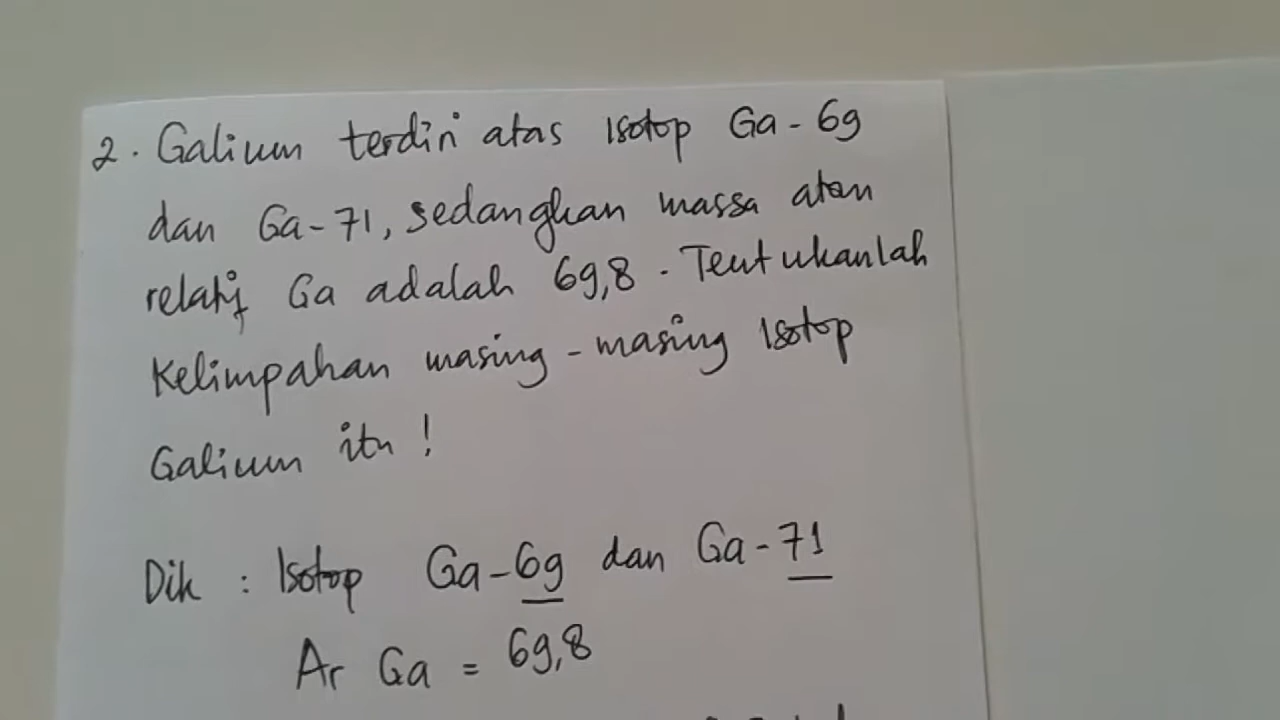 2. Galium terdiri atas Isotop Ga-69
dan Ga-71, sedangkan massa atom
relatif Ga adalah 69,8. Tentukanlah
Kelimpahan masing-masing Isotop
Galium itu!
Dik : Isotop Ga-69 dan Ga-71
Ar Ga = 69,8